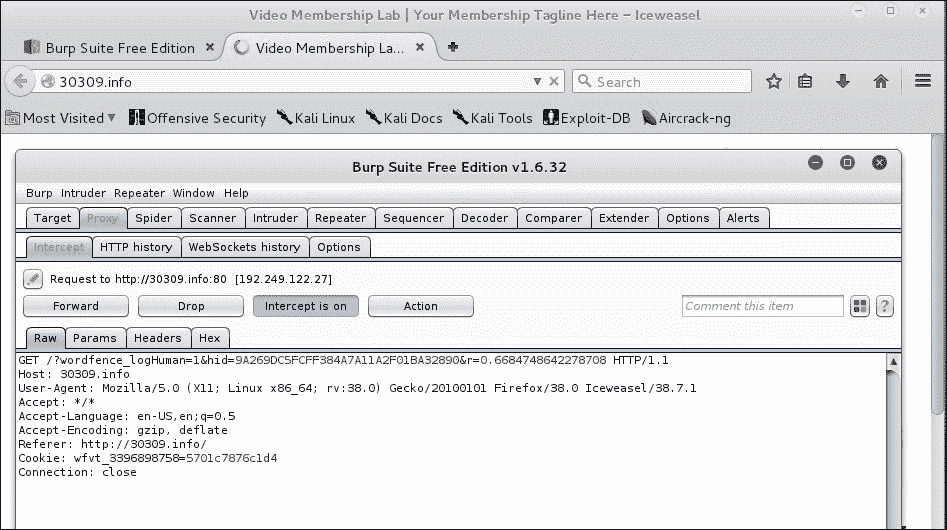 Video Membership Lab | Your Membership Tagline Here – Iceweasel
Burp Suite Free Edition
Video Membership La...
30309.info
Search
Most Visited Offensive Security Kali Linux Kali Docs Kali Tools Exploit-DB Aircrack-ng
Burp Suite Free Edition v1.6.32
Burp Intruder Repeater Window Help
Target Proxy Spider Scanner Intruder Repeater Sequencer Decoder Comparer Extender Options Alerts
Intercept HTTP history WebSockets history Options
Request to http://30309.info:80 [192.249.122.27]
Forward Drop Intercept is on Action Comment this item ?
Raw Params Headers Hex
GET /?wordfence_logHuman=1&hid=9A269DC5FCFF384A7A11A2F01BA32890&r=0.6684748642278708 HTTP/1.1
Host: 30309.info
User-Agent: Mozilla/5.0 (X11; Linux x86_64; rv:38.0) Gecko/20100101 Firefox/38.0 Iceweasel/38.7.1
Accept: */*
Accept-Language: en-US,en;q=0.5
Accept-Encoding: gzip, deflate
Referer: http://30309.info/
Cookie: wfvt_3396898758=5701c7876c1d4
Connection: close